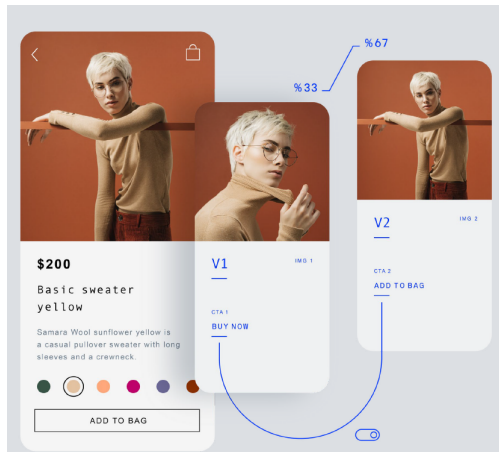 %67
%33
$200
Basic sweater
yellow
Samara Wool sunflower yellow is
a casual pullover sweater with long
sleeves and a crewneck.
ADD TO BAG
V1
IMG 1
CTA 1
BUY NOW
V2
IMG 2
CTA 2
ADD TO BAG